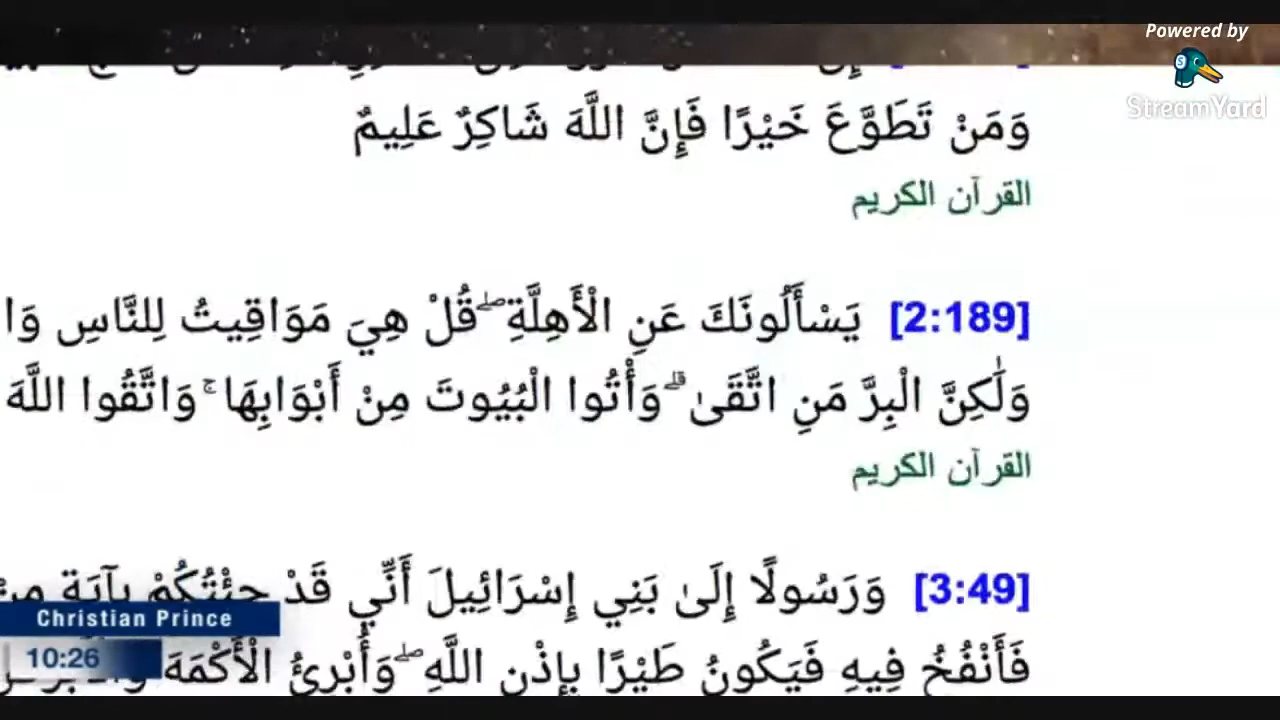 Powered by
StreamYard
وَمَنْ تَطَوَّعَ خَيْرًا فَإِنَّ اللَّهَ شَاكِرٌ عَلِيمٌ
القرآن الكريم
[2:189] يَسْأَلُونَكَ عَنِ الْأَهِلَّةِ ۖ قُلْ هِيَ مَوَاقِيتُ لِلنَّاسِ
وَلَٰكِنَّ الْبِرَّ مَنِ اتَّقَىٰ ۗ وَأْتُوا الْبُيُوتَ مِنْ أَبْوَابِهَا ۚ وَاتَّقُوا اللَّهَ
القرآن الكريم
[3:49] وَرَسُولًا إِلَىٰ بَنِي إِسْرَائِيلَ أَنِّي قَدْ جِئْتُكُمْ بِآيَةٍ
Christian Prince
10:26
فَأَنْفُخُ فِيهِ فَيَكُونُ طَيْرًا بِإِذْنِ اللَّهِ ۖ وَأُبْرِئُ الْأَكْمَهَ